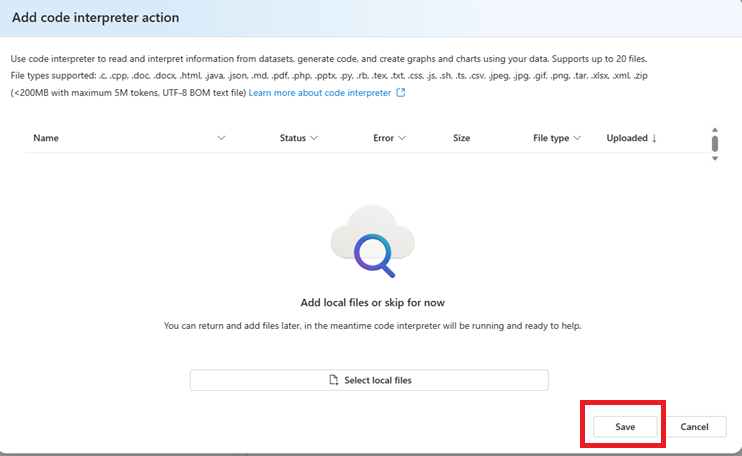 Add code interpreter action
Use code interpreter to read and interpret information from datasets, generate code, and create graphs and charts using your data. Supports up to 20 files.
File types supported: .c, .cpp, .doc, .docx, .html, .java, .json, .md, .pdf, .php, .pptx, .py, .rb, .tex, .txt, .css, .js, .sh, .ts, .csv, .jpeg, .jpg, .gif, .png, .tar, .xlsx, .xml, .zip
(<200MB with maximum 5M tokens, UTF-8 BOM text file) Learn more about code interpreter
Name Status Error Size File type Uploaded ↓
Add local files or skip for now
You can return and add files later, in the meantime code interpreter will be running and ready to help.
Select local files
Save Cancel